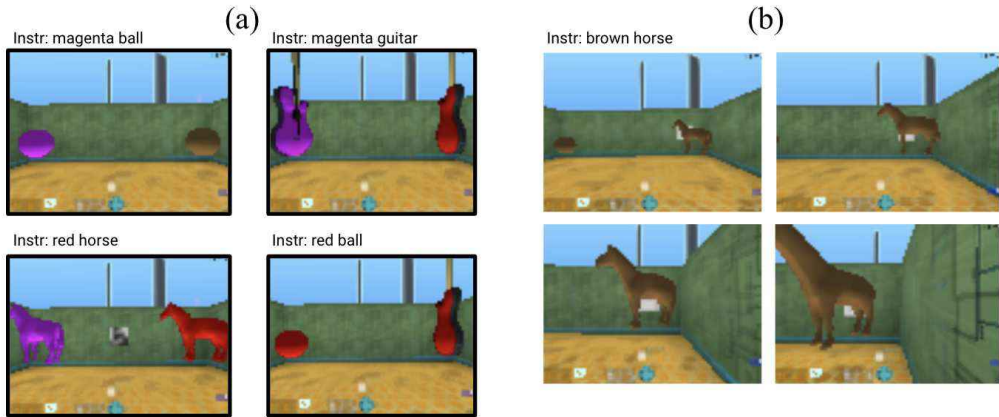 (a)
(b)
Instr: magenta ball
Instr: magenta guitar
Instr: brown horse
Instr: red horse
Instr: red ball